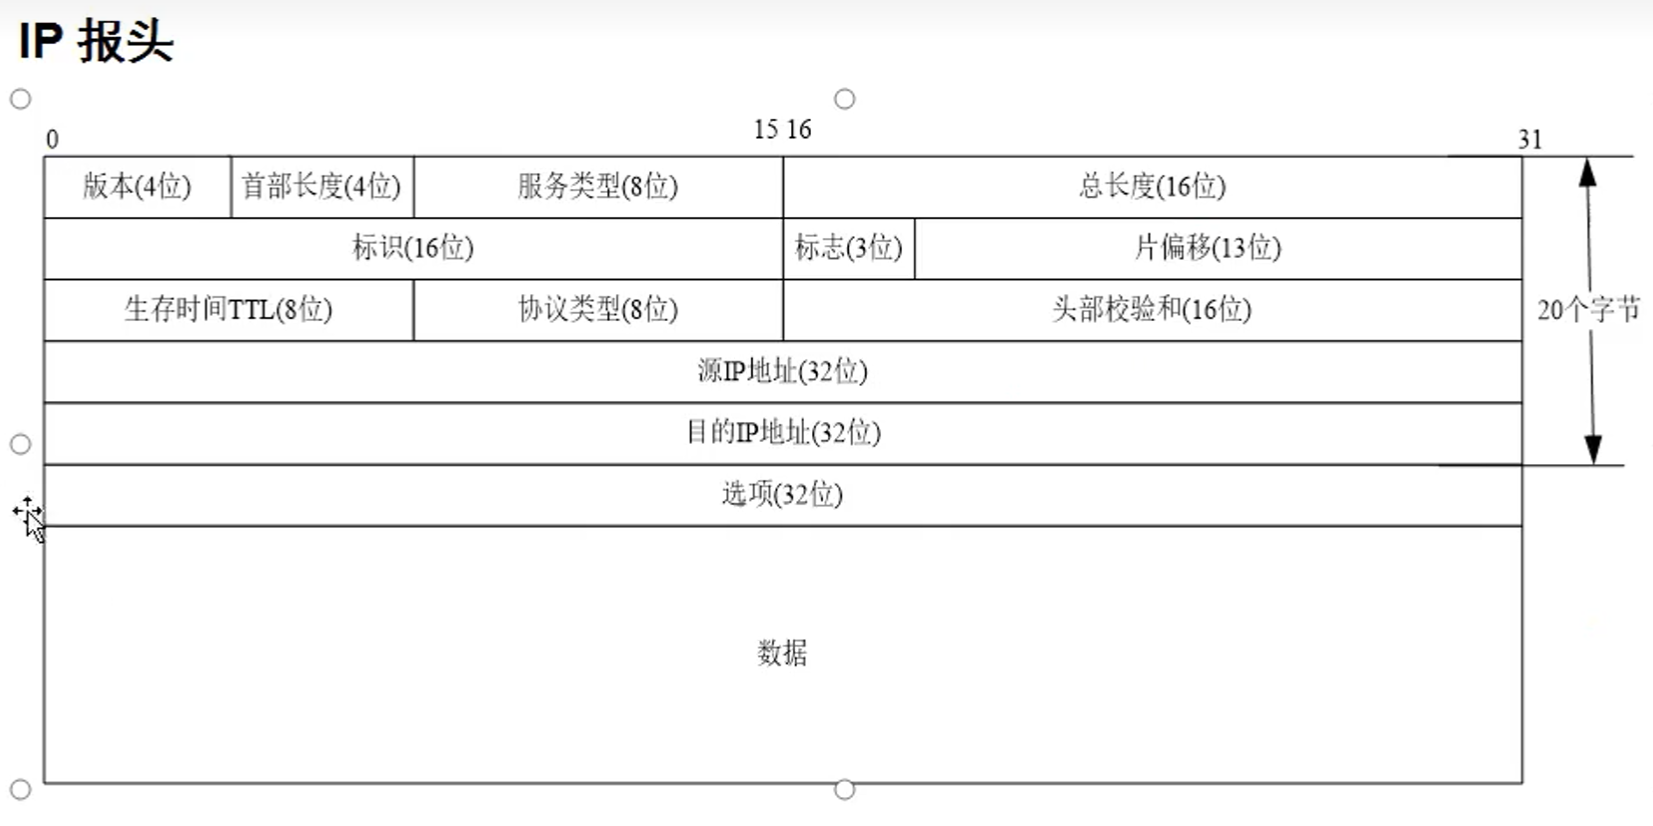 IP 报头
0 15 16 31
版本(4位) 首部长度(4位) 服务类型(8位) 总长度(16位)
标识(16位) 标志(3位) 片偏移(13位)
生存时间TTL(8位) 协议类型(8位) 头部校验和(16位)
20个字节
源IP地址(32位)
目的IP地址(32位)
选项(32位)
数据